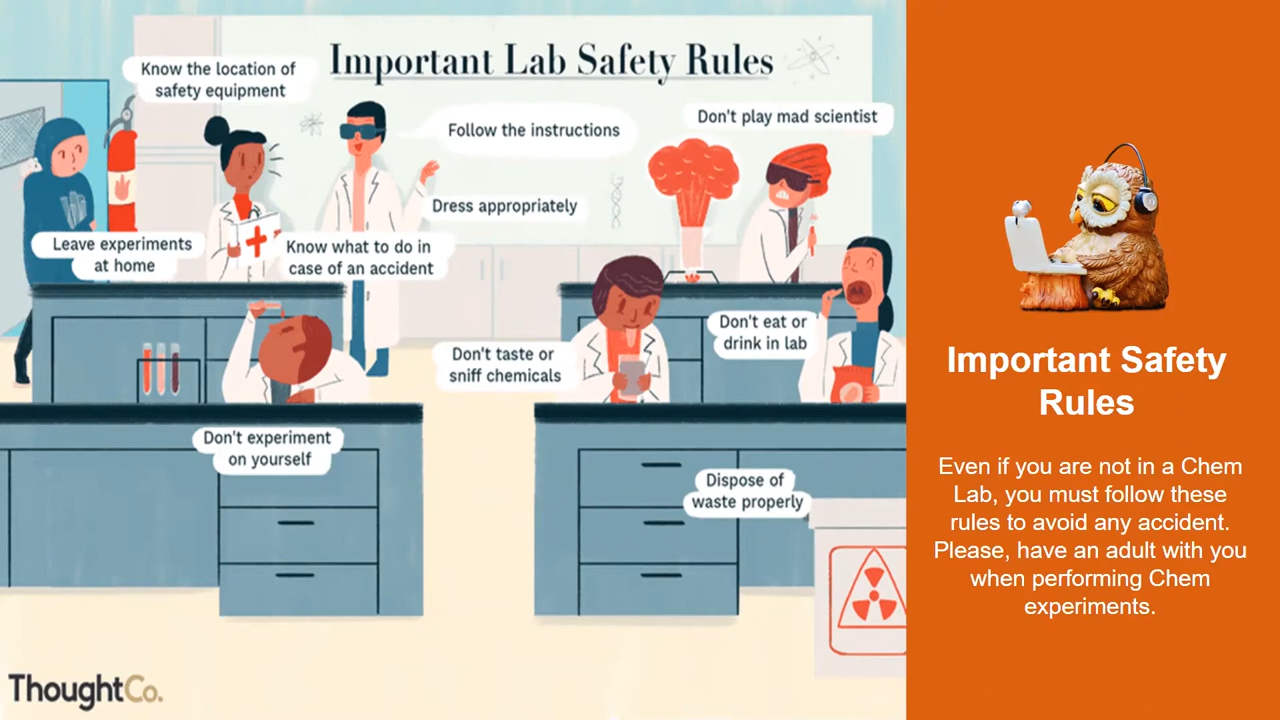 Important Lab Safety Rules
Know the location of
safety equipment
Follow the instructions
Don't play mad scientist
Dress appropriately
Leave experiments
at home
Know what to do in
case of an accident
Don't eat or
drink in lab
Don't taste or
sniff chemicals
Don't experiment
on yourself
Dispose of
waste properly
ThoughtCo.
Important Safety
Rules
Even if you are not in a Chem
Lab, you must follow these
rules to avoid any accident.
Please, have an adult with you
when performing Chem
experiments.